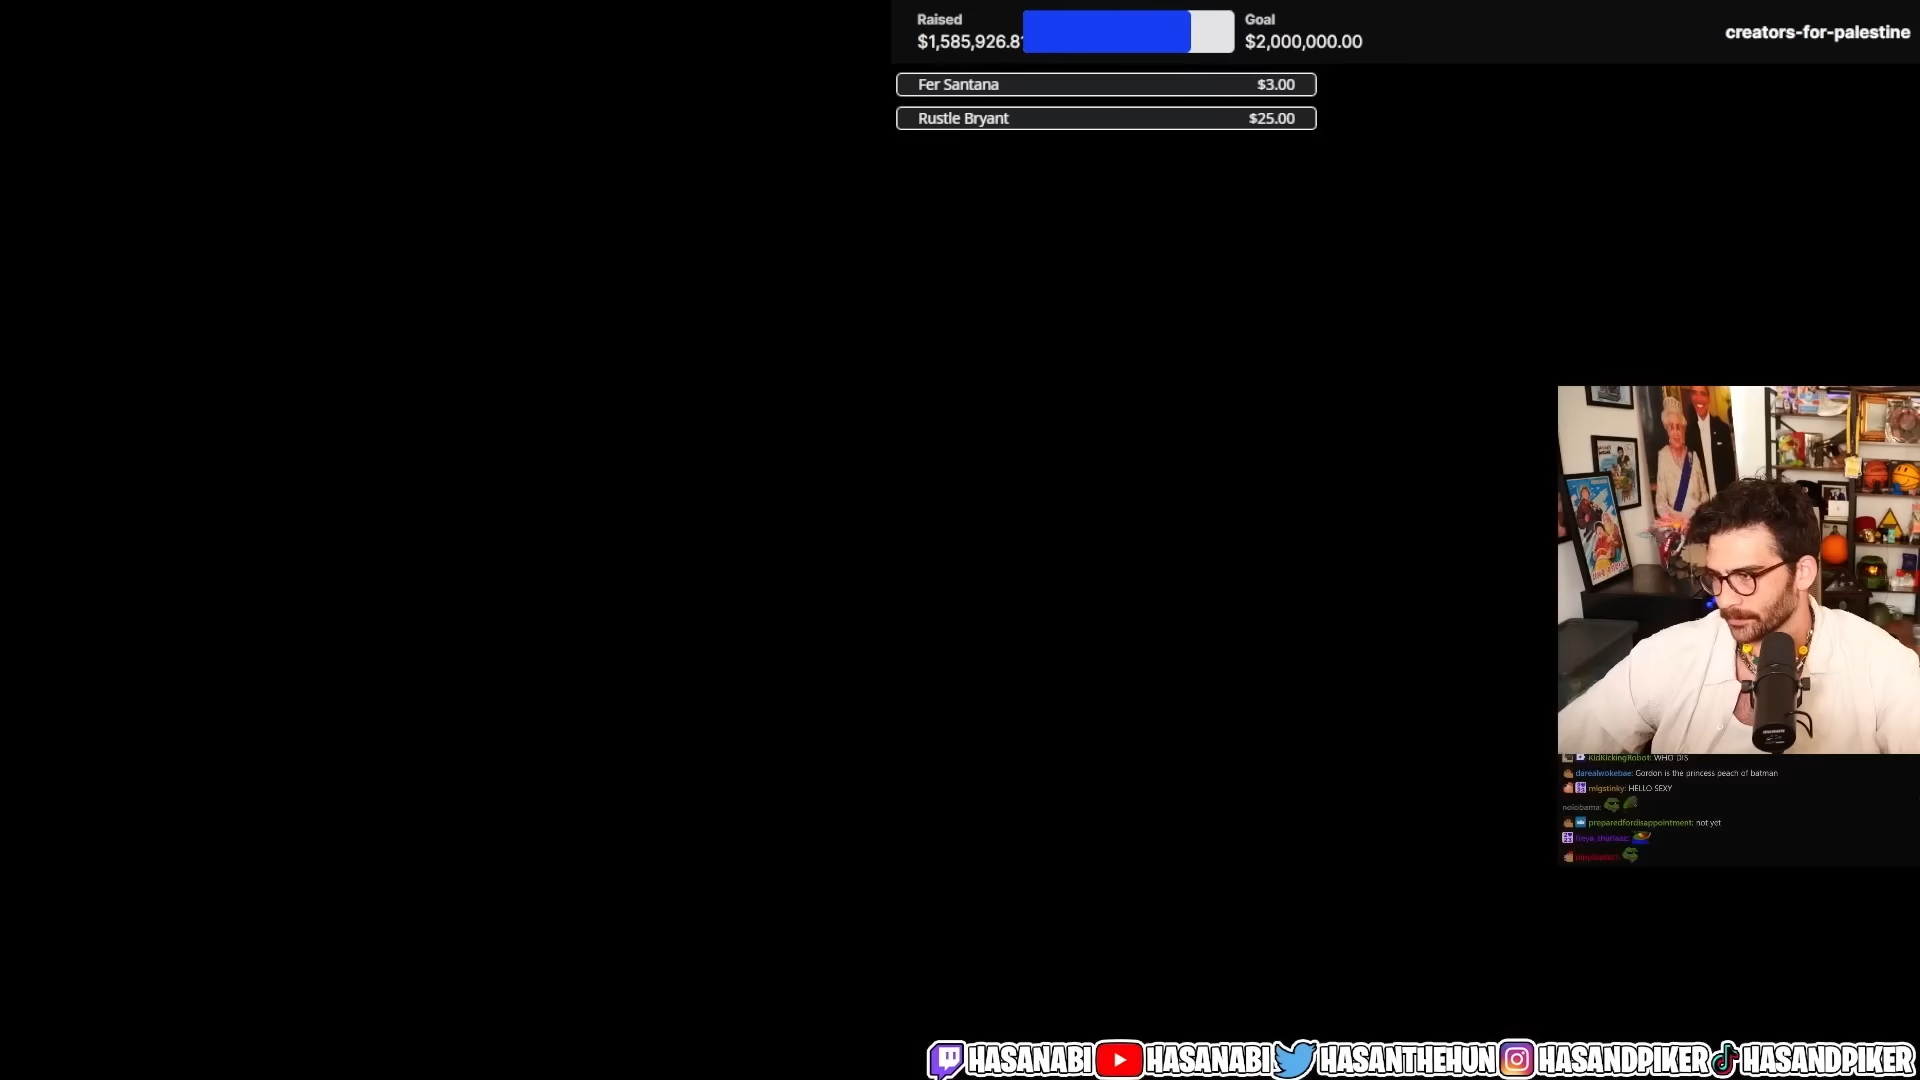 Raised
$1,585,926.8
Goal
$2,000,000.00
creators-for-palestine
Fer Santana
$3.00
Rustle Bryant
$25.00
KidKickingRobot: WHO DIS
darealwokebae: Gordon is the princess peach of batman
migstinky: HELLO SEXY
noiobama:
preparedfordisappointment: not yet
HASANABI HASANABI HASANTHEHUN HASANDPIKER HASANDPIKER